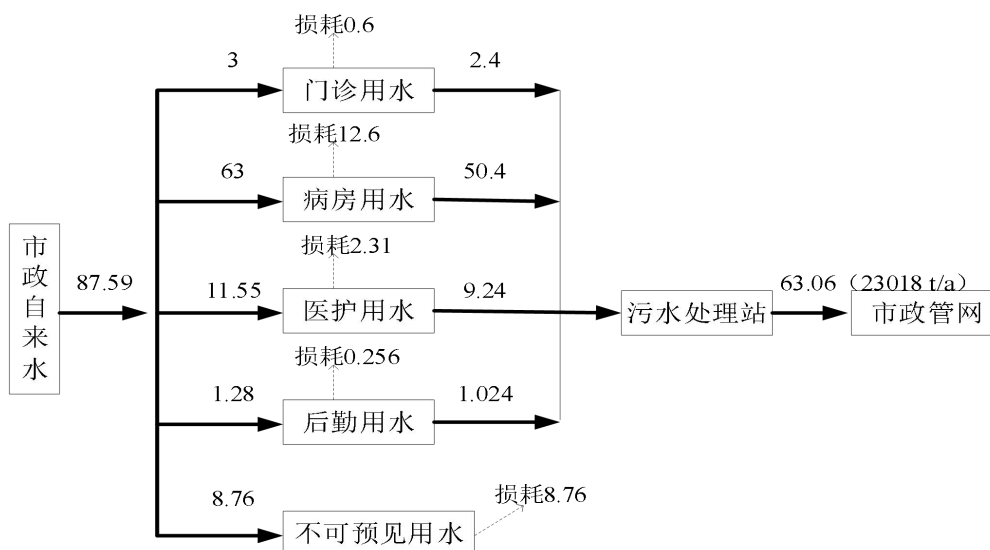 损耗0.6
3
门诊用水
2.4
损耗12.6
63
病房用水
50.4
市政自来水
87.59
损耗2.31
11.55
医护用水
9.24
污水处理站
63.06（23018 t/a）
市政管网
损耗0.256
1.28
后勤用水
1.024
8.76
不可预见用水
损耗8.76